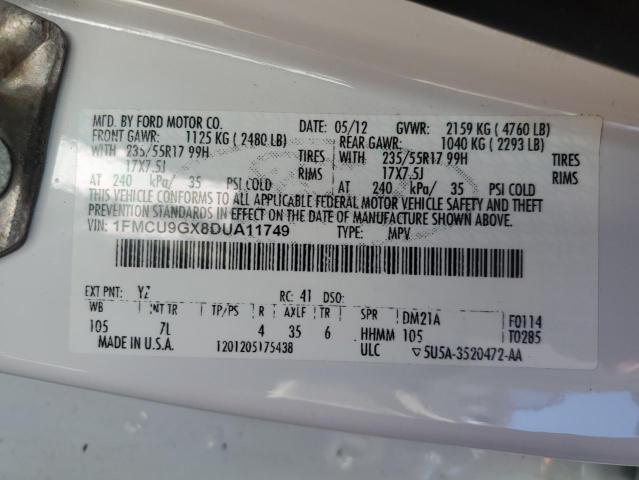 MFD. BY FORD MOTOR CO. DATE: 05/12 GVWR: 2159 KG ( 4760 LB)
FRONT GAWR: 1125 KG ( 2480 LB) REAR GAWR: 1040 KG ( 2293 LB)
WITH 235/55R17 99H TIRES WITH 235/55R17 99H TIRES
17X7.5J RIMS 17X7.5J RIMS
AT 240 kPa/ 35 PSI COLD AT 240 kPa/ 35 PSI COLD
THIS VEHICLE CONFORMS TO ALL APPLICABLE FEDERAL MOTOR VEHICLE SAFETY AND THEFT
PREVENTION STANDARDS IN EFFECT ON THE DATE OF MANUFACTURE SHOWN ABOVE.
VIN: 1FMCU9GX8DUA11749 TYPE: MPV
EXT PNT: YZ RC: 41 DSO:
WB INT TR TP/PS R AXLE TR SPR DM21A F0114
105 7L 4 35 6 HHMM 105 T0285
MADE IN U.S.A. 1201205175438 ULC ▽5U5A-3520472-AA